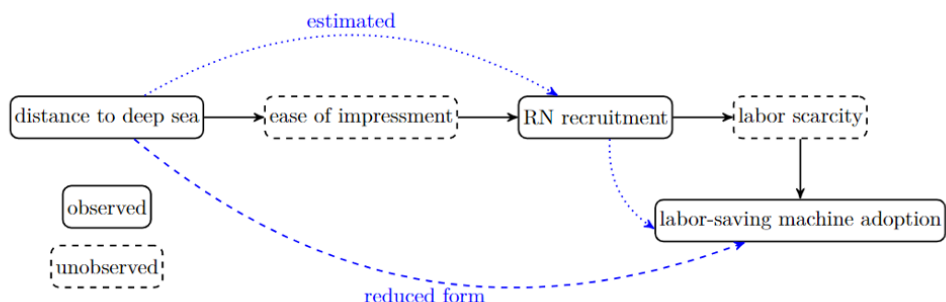 estimated
distance to deep sea
ease of impressment
RN recruitment
labor scarcity
observed
labor-saving machine adoption
unobserved
reduced form